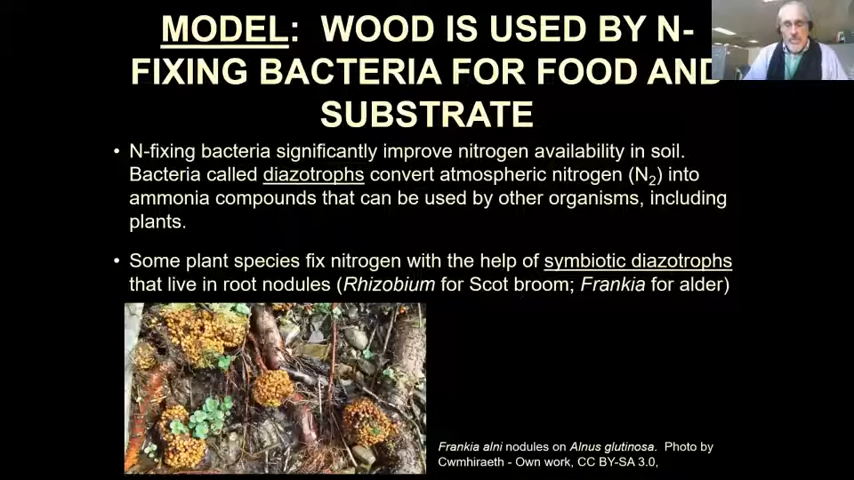 MODEL: WOOD IS USED BY N-
FIXING BACTERIA FOR FOOD AND
SUBSTRATE
• N-fixing bacteria significantly improve nitrogen availability in soil.
Bacteria called diazotrophs convert atmospheric nitrogen (N₂) into
ammonia compounds that can be used by other organisms, including
plants.
• Some plant species fix nitrogen with the help of symbiotic diazotrophs
that live in root nodules (Rhizobium for Scot broom; Frankia for alder)
Frankia alni nodules on Alnus glutinosa. Photo by
Cwmhiraeth - Own work, CC BY-SA 3.0,